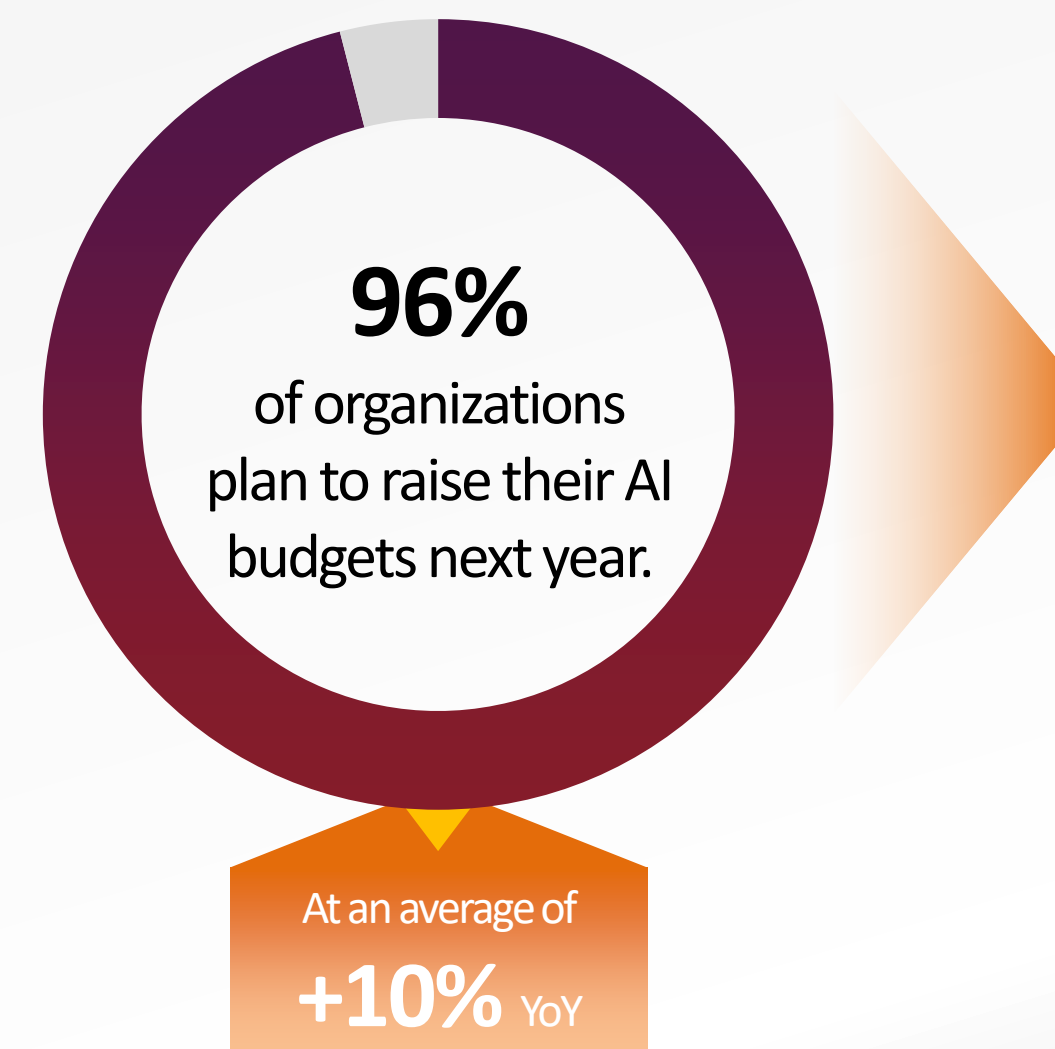 96%
of organizations
plan to raise their AI
budgets next year.
At an average of
+10% YoY